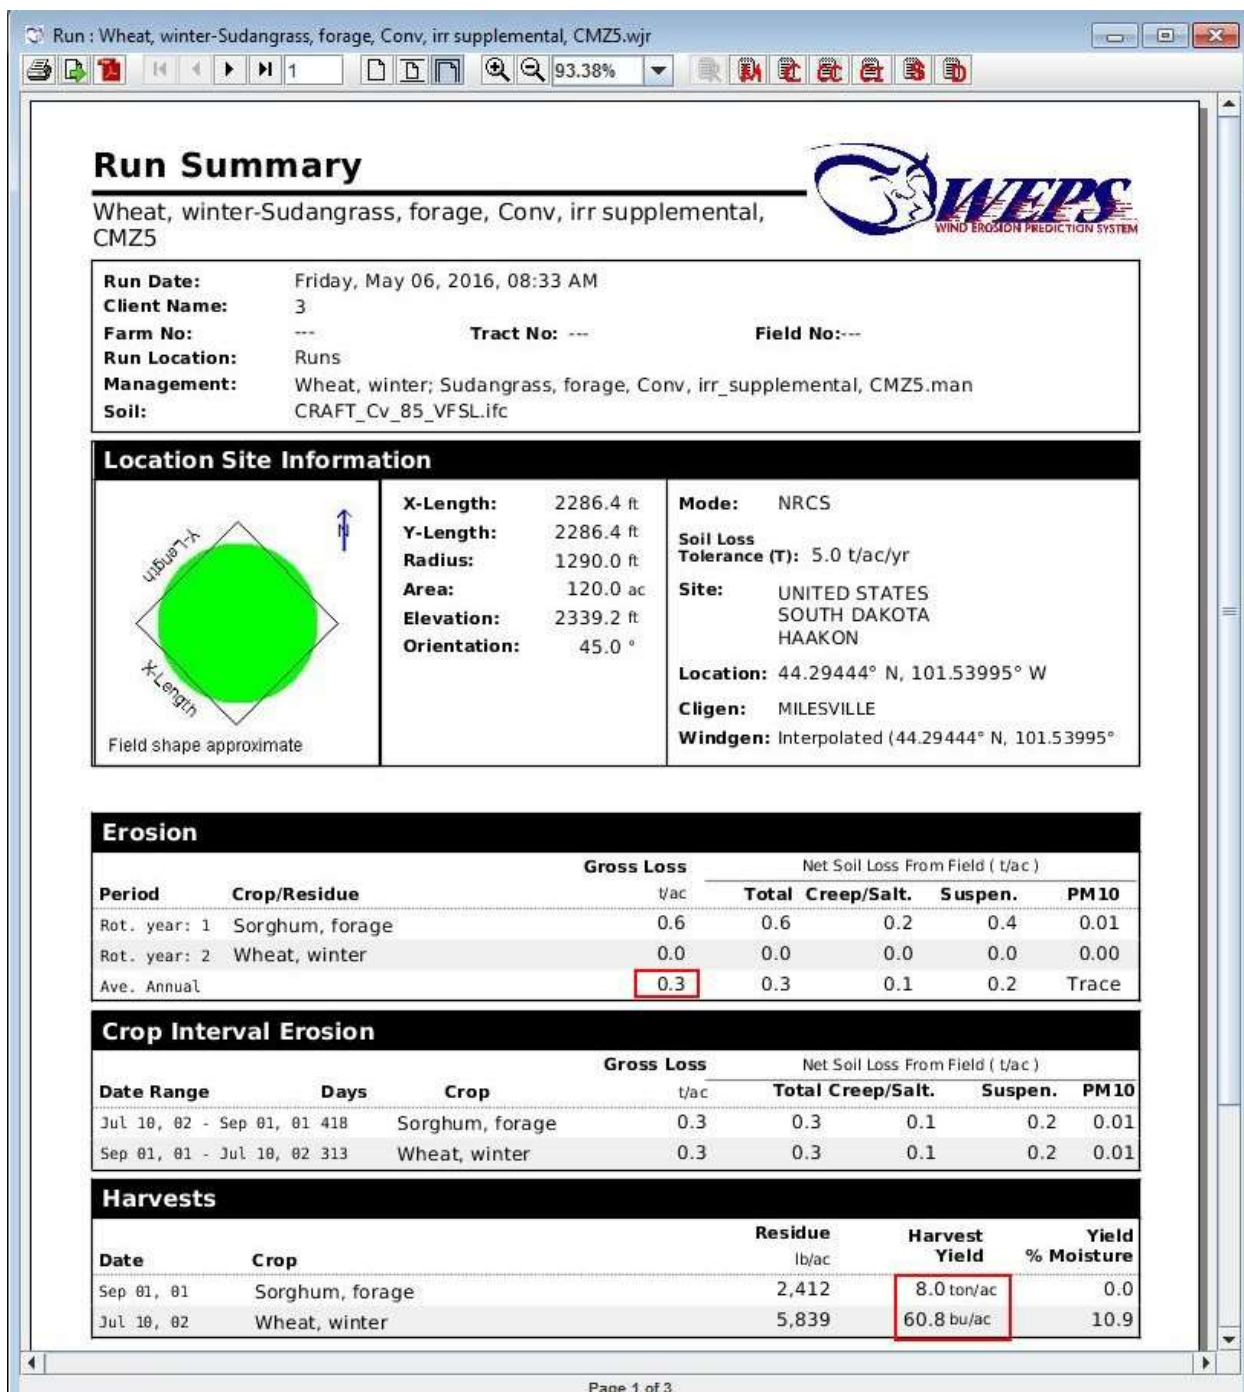 Run : Wheat, winter-Sudangrass, forage, Conv, irr supplemental, CMZ5.wjr
1 93.38%
Run Summary
Wheat, winter-Sudangrass, forage, Conv, irr supplemental,
CMZ5
WEPS
WIND EROSION PREDICTION SYSTEM
Run Date: Friday, May 06, 2016, 08:33 AM
Client Name: 3
Farm No: --- Tract No: --- Field No:---
Run Location: Runs
Management: Wheat, winter; Sudangrass, forage, Conv, irr_supplemental, CMZ5.man
Soil: CRAFT_Cv_85_VFSL.ifc
Location Site Information
Y-Length
N
X-Length
Field shape approximate
X-Length: 2286.4 ft
Y-Length: 2286.4 ft
Radius: 1290.0 ft
Area: 120.0 ac
Elevation: 2339.2 ft
Orientation: 45.0 °
Mode: NRCS
Soil Loss
Tolerance (T): 5.0 t/ac/yr
Site: UNITED STATES
SOUTH DAKOTA
HAAKON
Location: 44.29444° N, 101.53995° W
Cligen: MILESVILLE
Windgen: Interpolated (44.29444° N, 101.53995°
Erosion
Gross Loss Net Soil Loss From Field ( t/ac )
Period Crop/Residue t/ac Total Creep/Salt. Suspen. PM10
Rot. year: 1 Sorghum, forage 0.6 0.6 0.2 0.4 0.01
Rot. year: 2 Wheat, winter 0.0 0.0 0.0 0.0 0.00
Ave. Annual 0.3 0.3 0.1 0.2 Trace
Crop Interval Erosion
Gross Loss Net Soil Loss From Field ( t/ac )
Date Range Days Crop t/ac Total Creep/Salt. Suspen. PM10
Jul 10, 02 - Sep 01, 01 418 Sorghum, forage 0.3 0.3 0.1 0.2 0.01
Sep 01, 01 - Jul 10, 02 313 Wheat, winter 0.3 0.3 0.1 0.2 0.01
Harvests
Residue Harvest Yield
Date Crop lb/ac Yield % Moisture
Sep 01, 01 Sorghum, forage 2,412 8.0 ton/ac 0.0
Jul 10, 02 Wheat, winter 5,839 60.8 bu/ac 10.9
Page 1 of 3